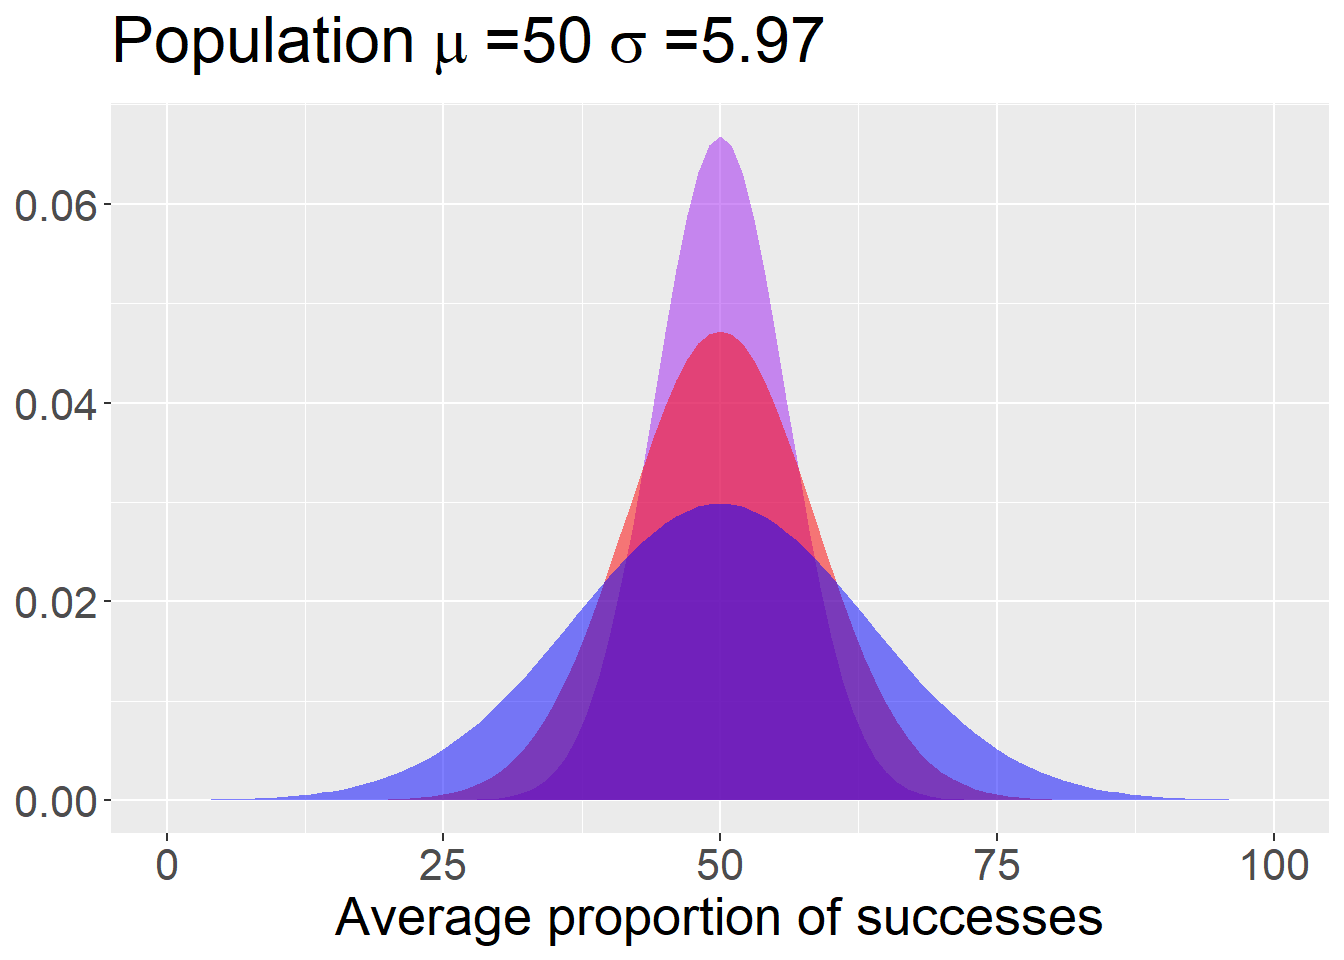 Population μ =50 σ =5.97
0.06
0.04
0.02
0.00
0 25 50 75 100
Average proportion of successes